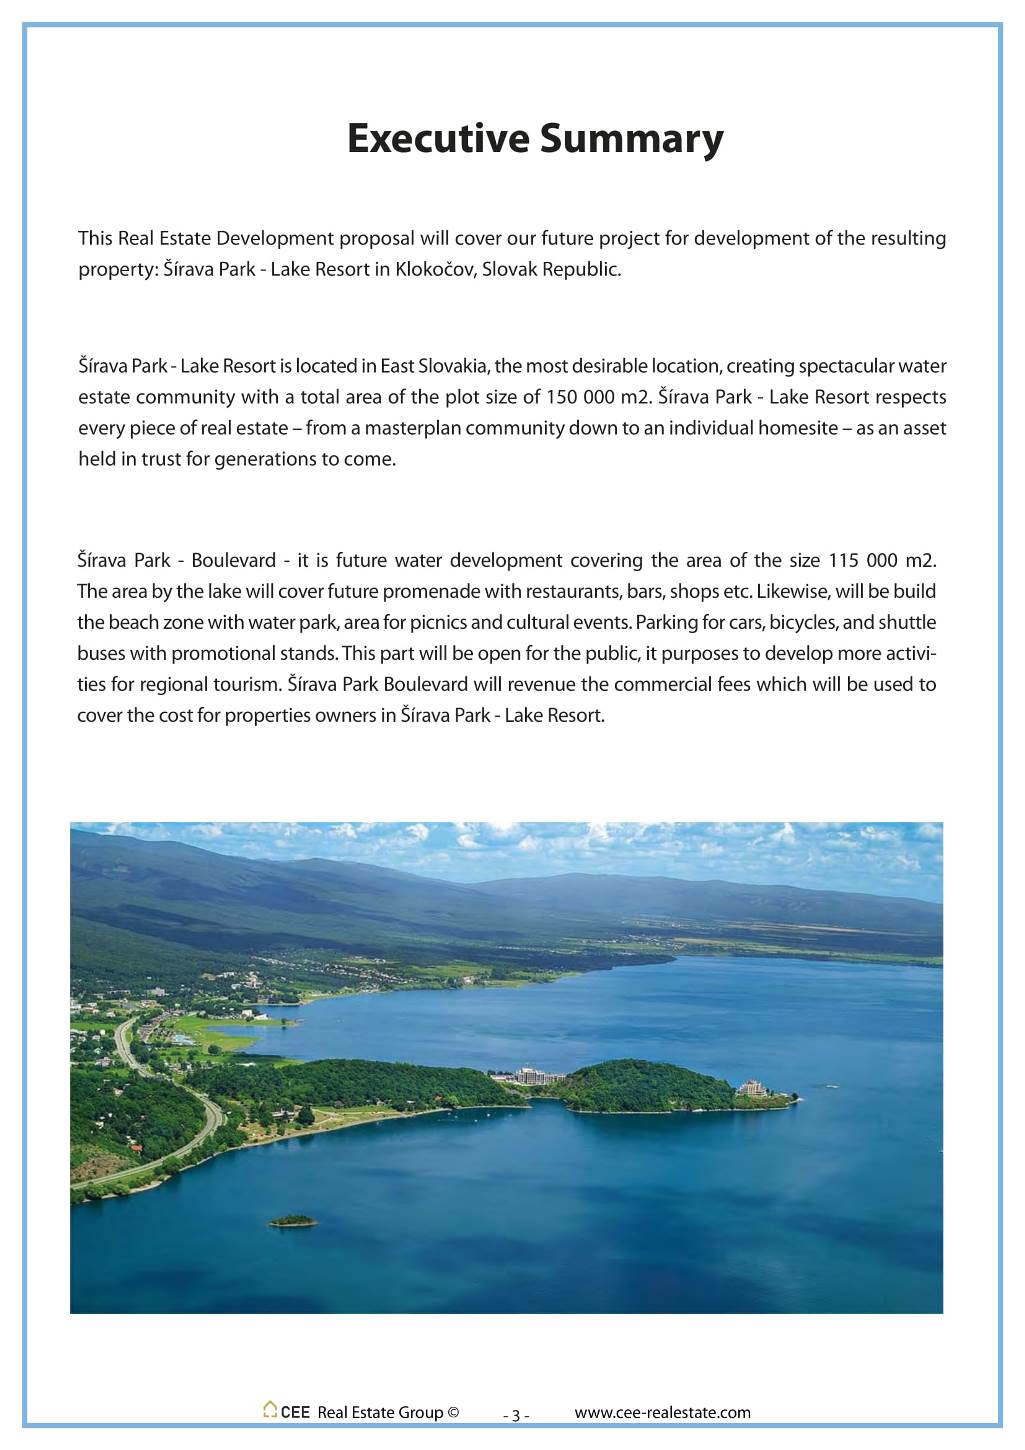 Executive Summary
This Real Estate Development proposal will cover our future project for development of the resulting
property: Šírava Park - Lake Resort in Klokočov, Slovak Republic.
Šírava Park - Lake Resort is located in East Slovakia, the most desirable location, creating spectacular water
estate community with a total area of the plot size of 150 000 m2. Šírava Park - Lake Resort respects
every piece of real estate – from a masterplan community down to an individual homesite – as an asset
held in trust for generations to come.
Šírava Park - Boulevard - it is future water development covering the area of the size 115 000 m2.
The area by the lake will cover future promenade with restaurants, bars, shops etc. Likewise, will be build
the beach zone with water park, area for picnics and cultural events. Parking for cars, bicycles, and shuttle
buses with promotional stands. This part will be open for the public, it purposes to develop more activi-
ties for regional tourism. Šírava Park Boulevard will revenue the commercial fees which will be used to
cover the cost for properties owners in Šírava Park - Lake Resort.
CEE Real Estate Group © - 3 - www.cee-realestate.com